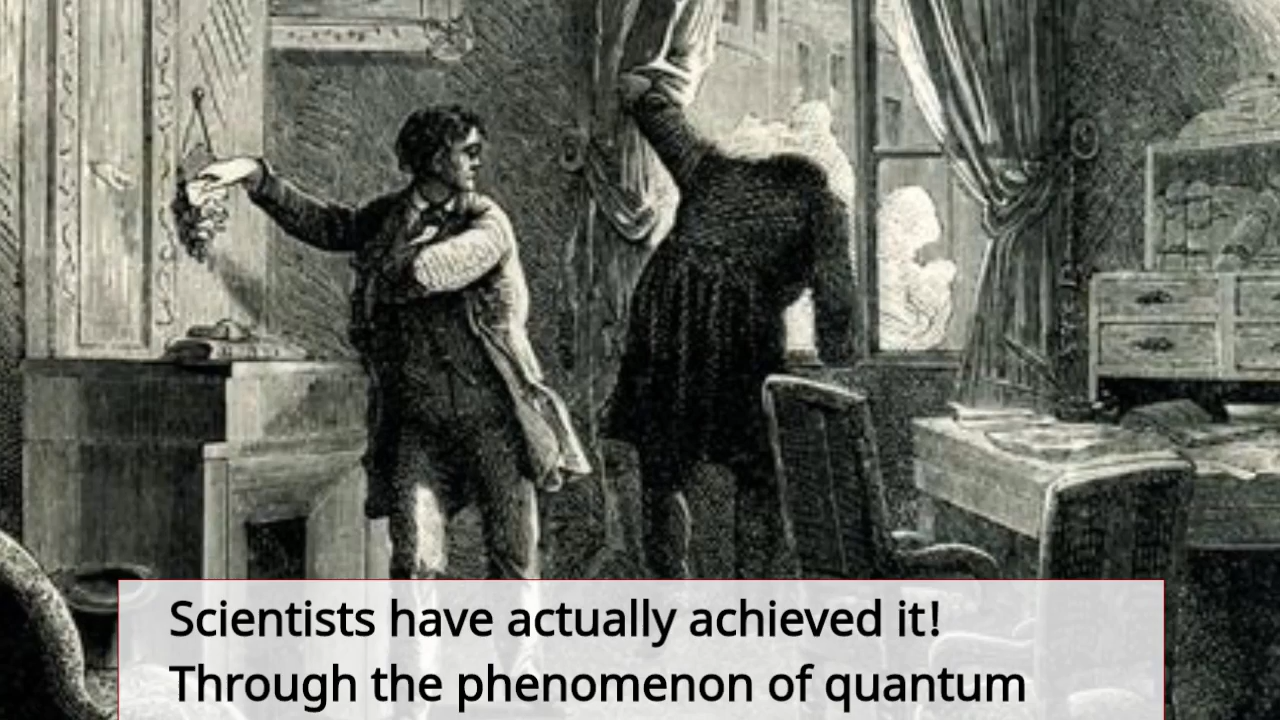 Scientists have actually achieved it!
Through the phenomenon of quantum